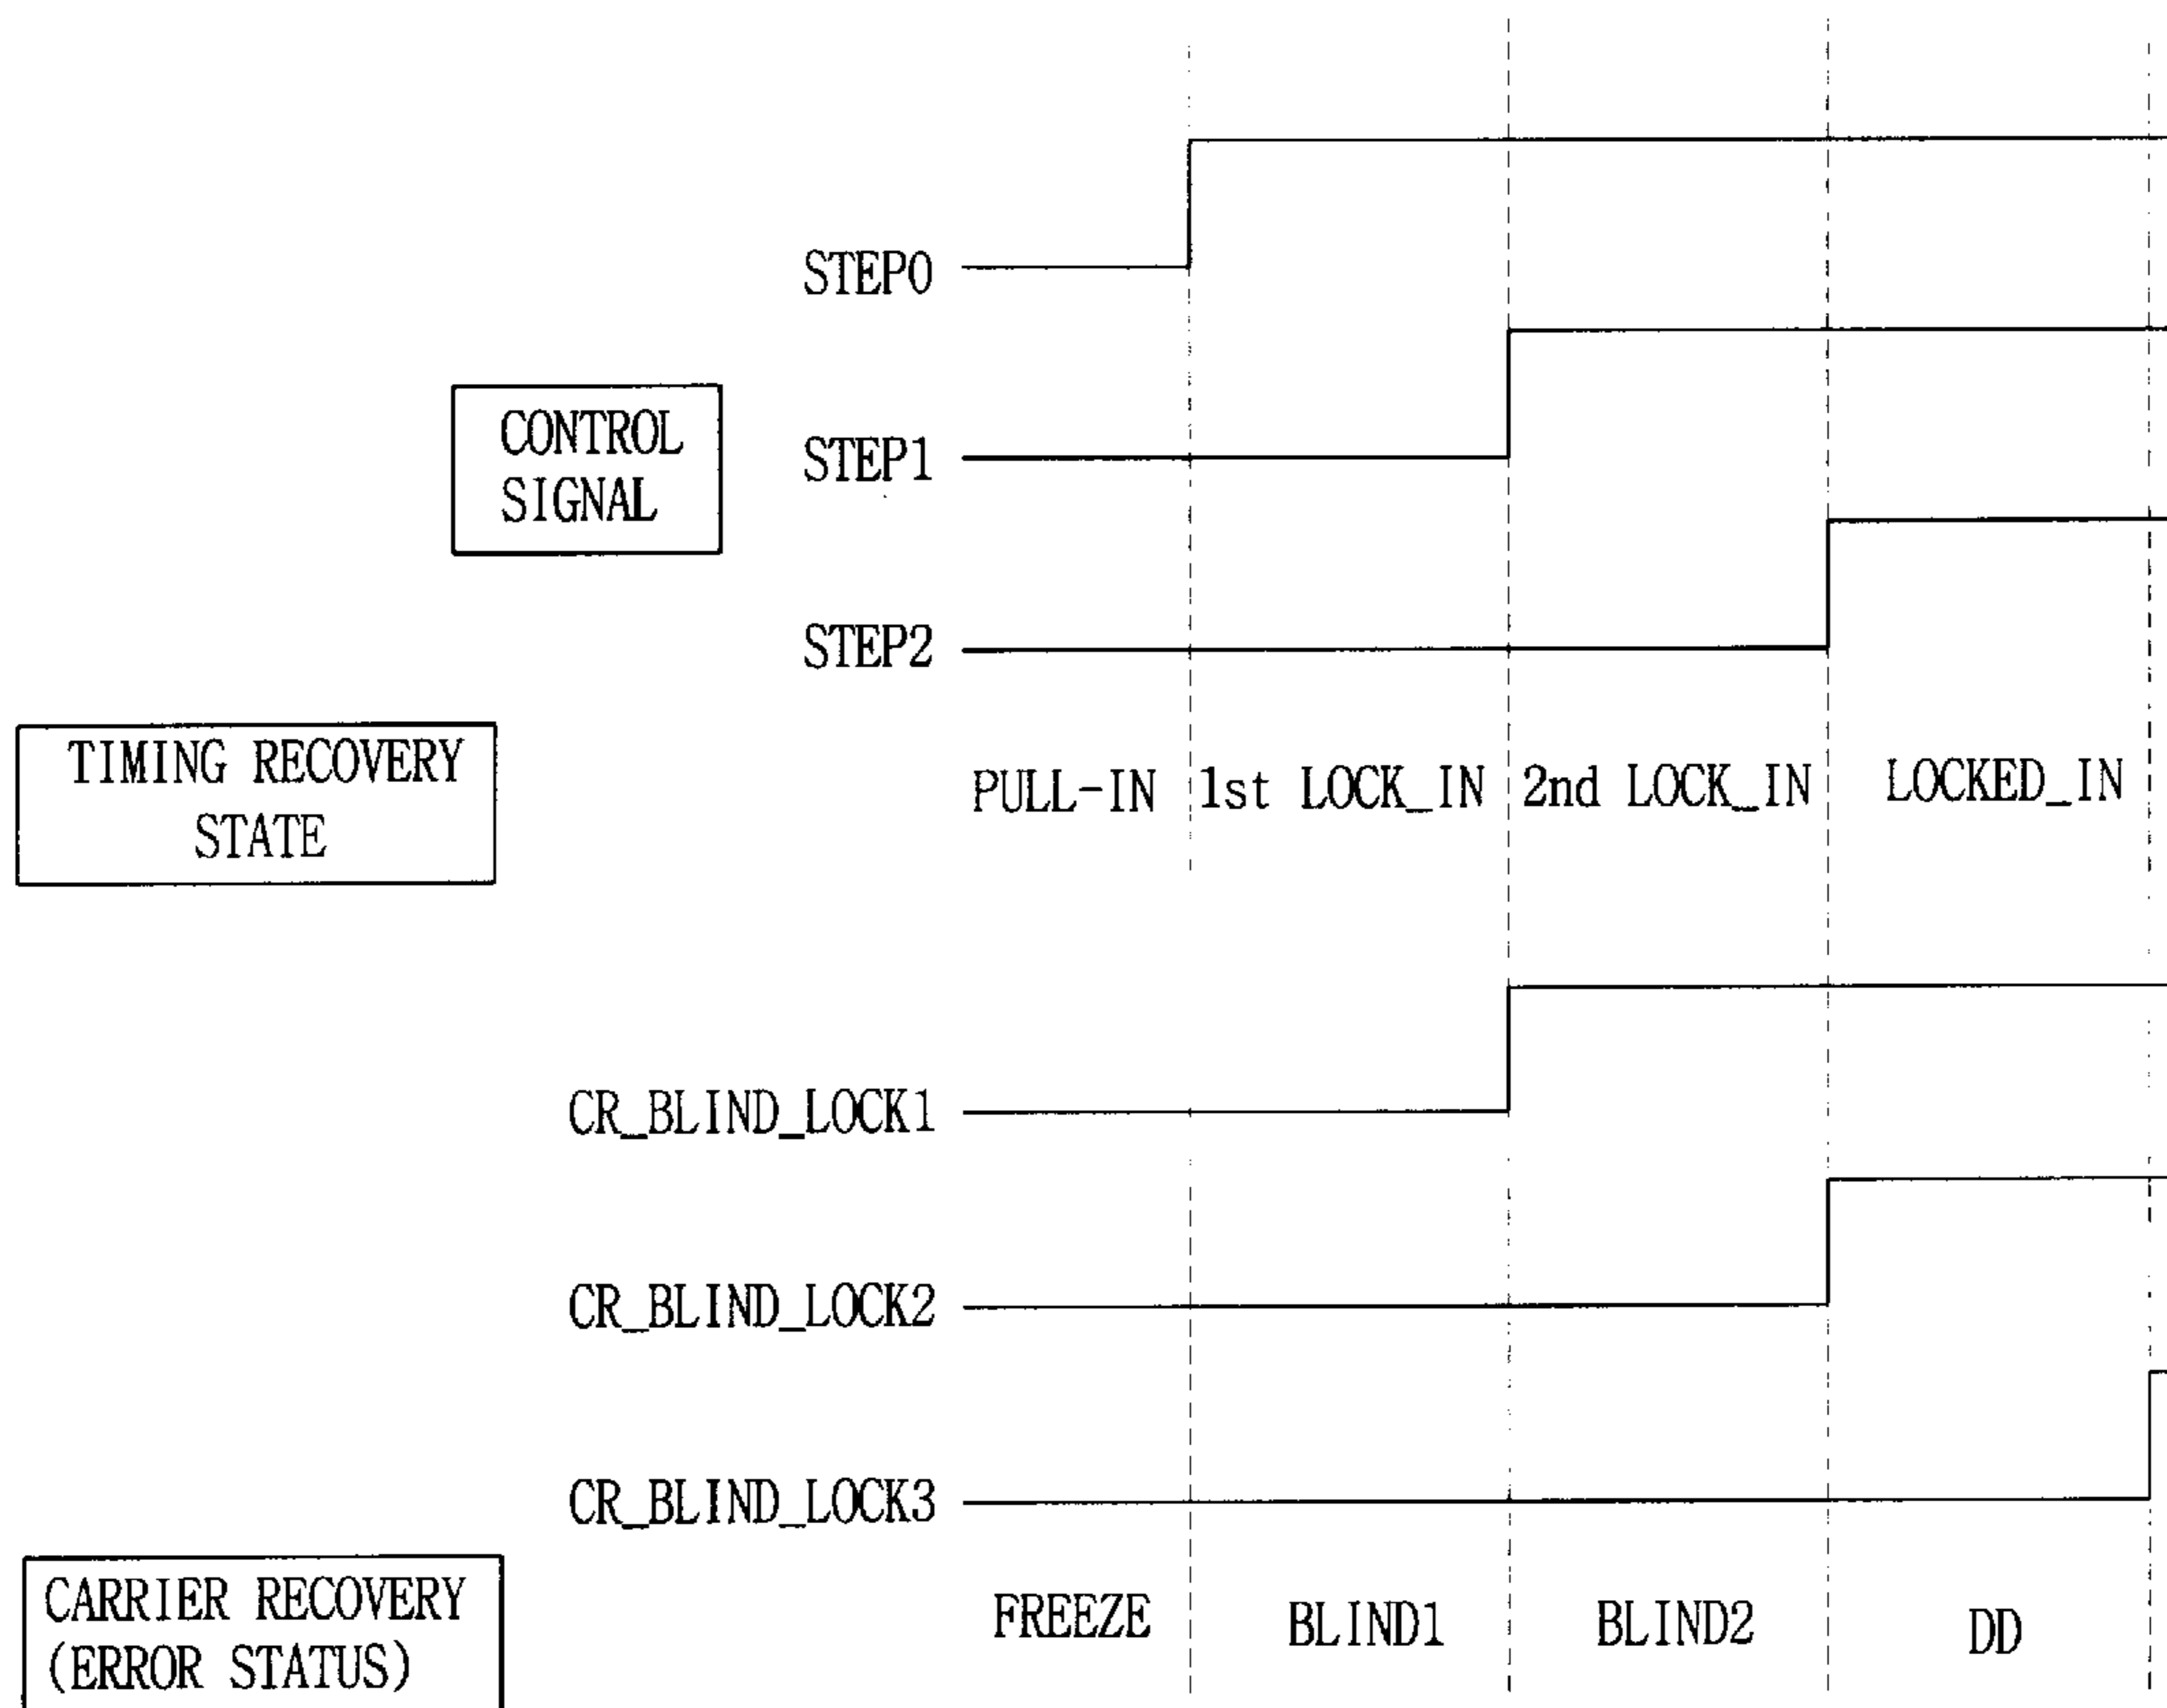 STEP0
CONTROL
SIGNAL
STEP1
STEP2
TIMING RECOVERY
STATE
PULL-IN
1st LOCK_IN
2nd LOCK_IN
LOCKED_IN
CR_BLIND_LOCK1
CR_BLIND_LOCK2
CR_BLIND_LOCK3
CARRIER RECOVERY
(ERROR STATUS)
FREEZE
BLIND1
BLIND2
DD